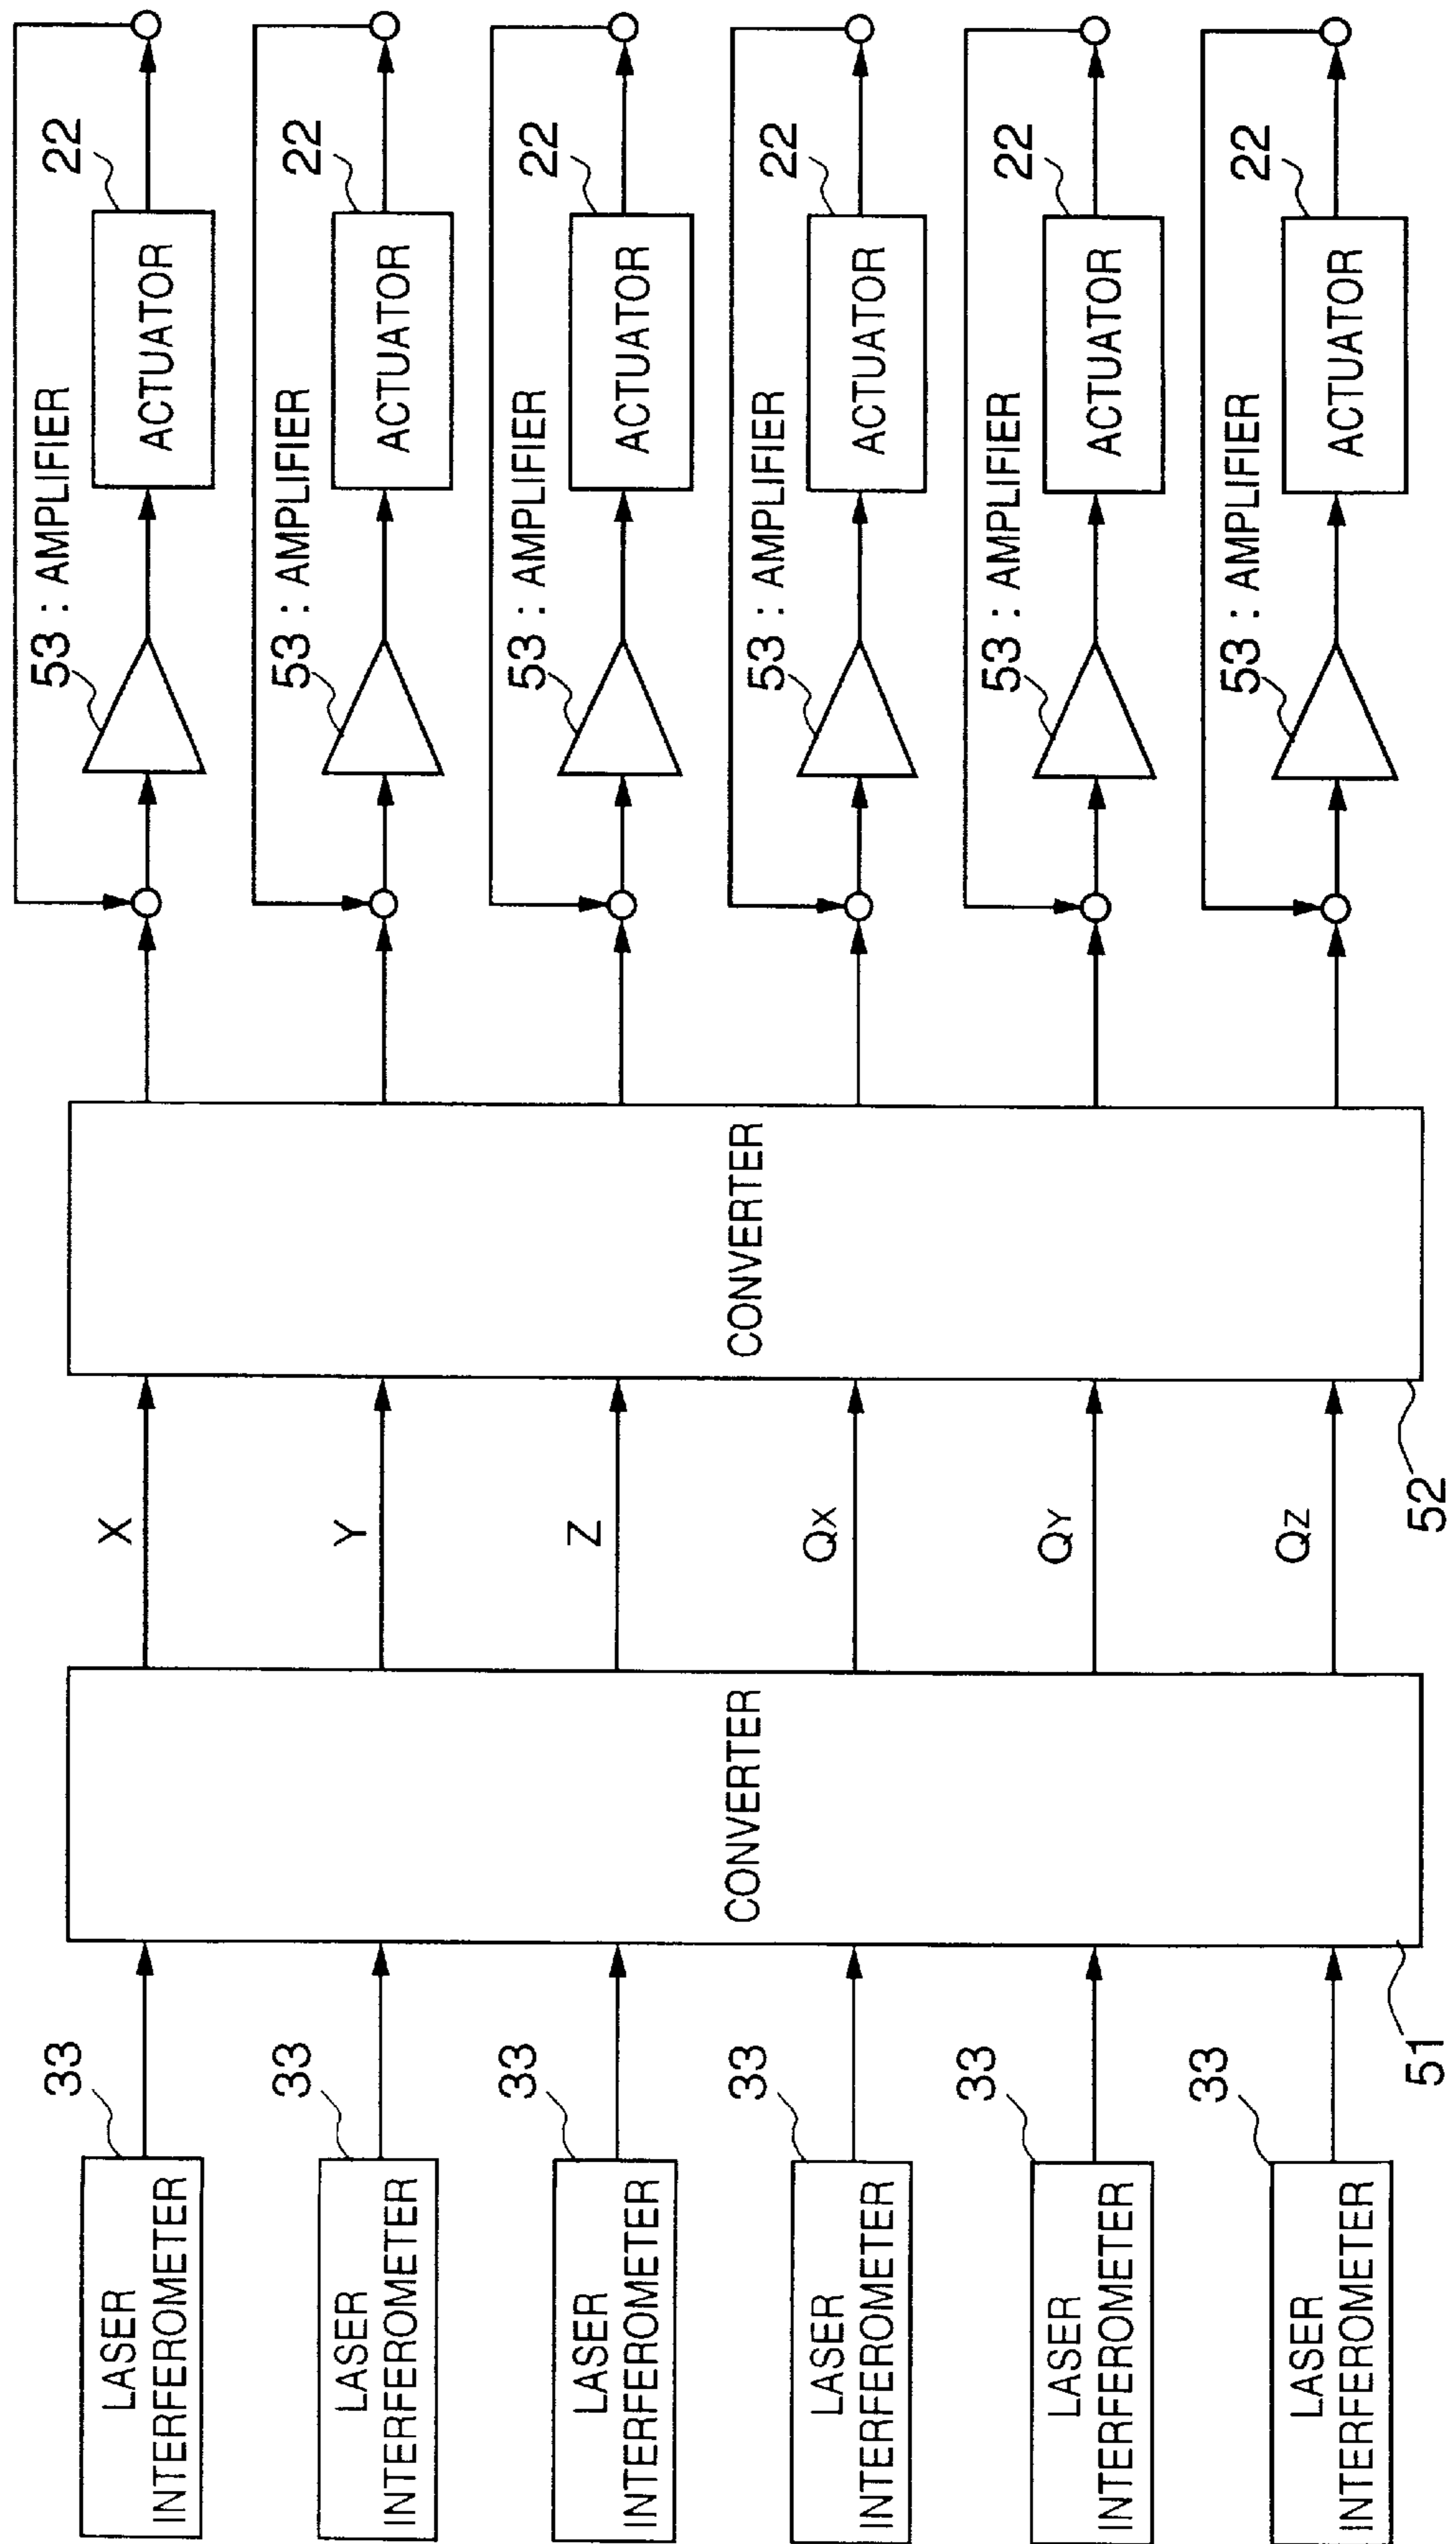 LASER
INTERFEROMETER
33
LASER
INTERFEROMETER
33
LASER
INTERFEROMETER
33
LASER
INTERFEROMETER
33
LASER
INTERFEROMETER
33
LASER
INTERFEROMETER
33
CONVERTER
51
X
Y
Z
QX
QY
QZ
CONVERTER
52
53 : AMPLIFIER
ACTUATOR
22
53 : AMPLIFIER
ACTUATOR
22
53 : AMPLIFIER
ACTUATOR
22
53 : AMPLIFIER
ACTUATOR
22
53 : AMPLIFIER
ACTUATOR
22
53 : AMPLIFIER
ACTUATOR
22